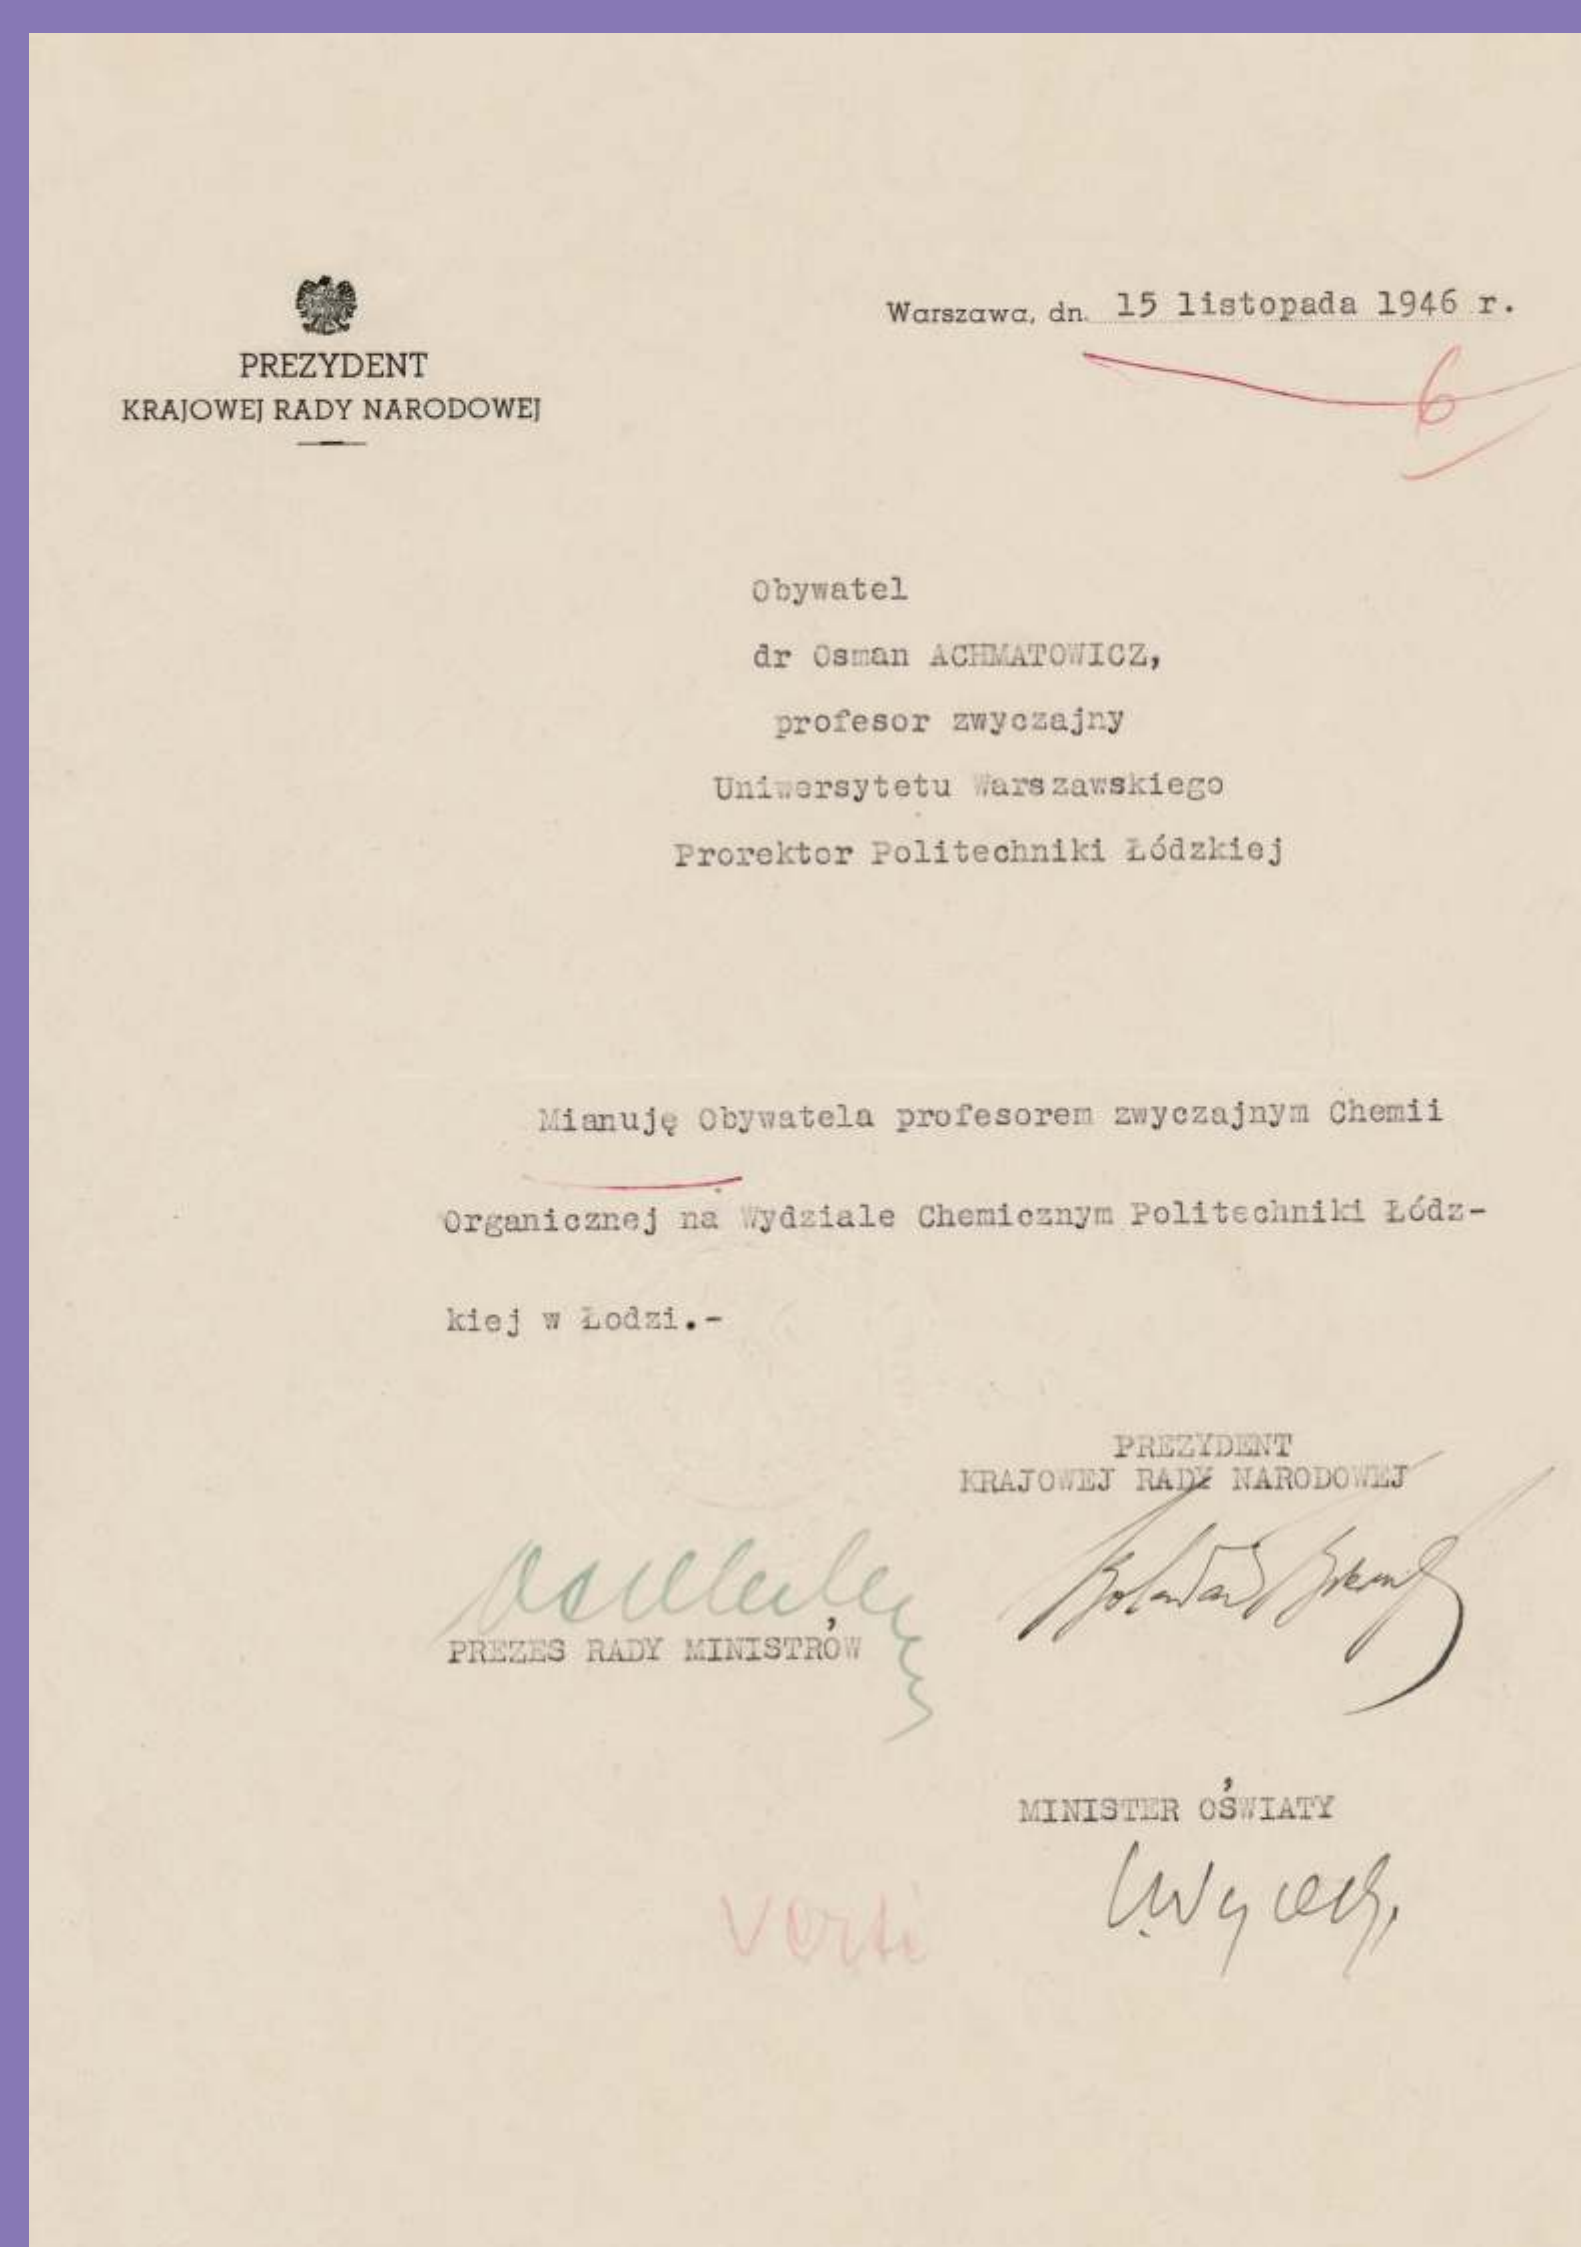 PREZYDENT
KRAJOWEJ RADY NARODOWEJ
Warszawa, dn. 15 listopada 1946 r.
6
Obywatel
dr Osman ACHMATOWICZ,
profesor zwyczajny
Uniwersytetu Warszawskiego
Prorektor Politechniki Łódzkiej
Mianuję Obywatela profesorem zwyczajnym Chemii
Organicznej na Wydziale Chemicznym Politechniki Łódz-
kiej w Łodzi.-
PREZYDENT
KRAJOWEJ RADY NARODOWEJ
PREZES RADY MINISTRÓW
MINISTER OŚWIATY
verti